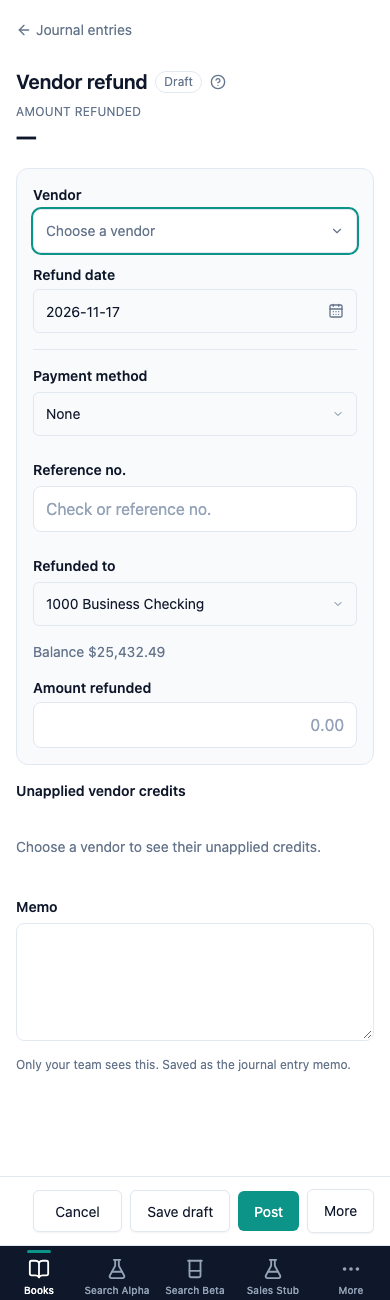 Journal entries
Vendor refund Draft
AMOUNT REFUNDED
—
Vendor
Choose a vendor
Refund date
2026-11-17
Payment method
None
Reference no.
Check or reference no.
Refunded to
1000 Business Checking
Balance $25,432.49
Amount refunded
0.00
Unapplied vendor credits
Choose a vendor to see their unapplied credits.
Memo
Only your team sees this. Saved as the journal entry memo.
Cancel Save draft Post More
Books Search Alpha Search Beta Sales Stub More